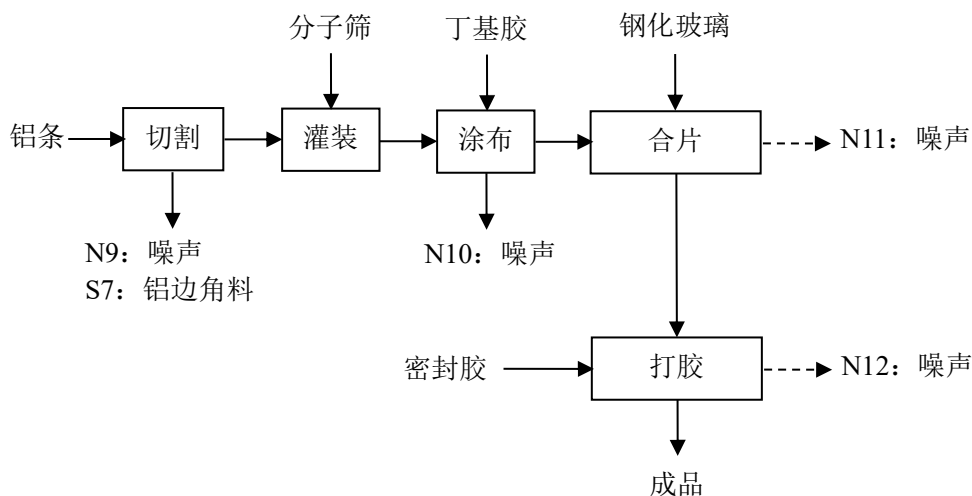 分子筛
丁基胶
钢化玻璃
铝条
切割
灌装
涂布
合片
N11：噪声
N9：噪声
S7：铝边角料
N10：噪声
密封胶
打胶
N12：噪声
成品